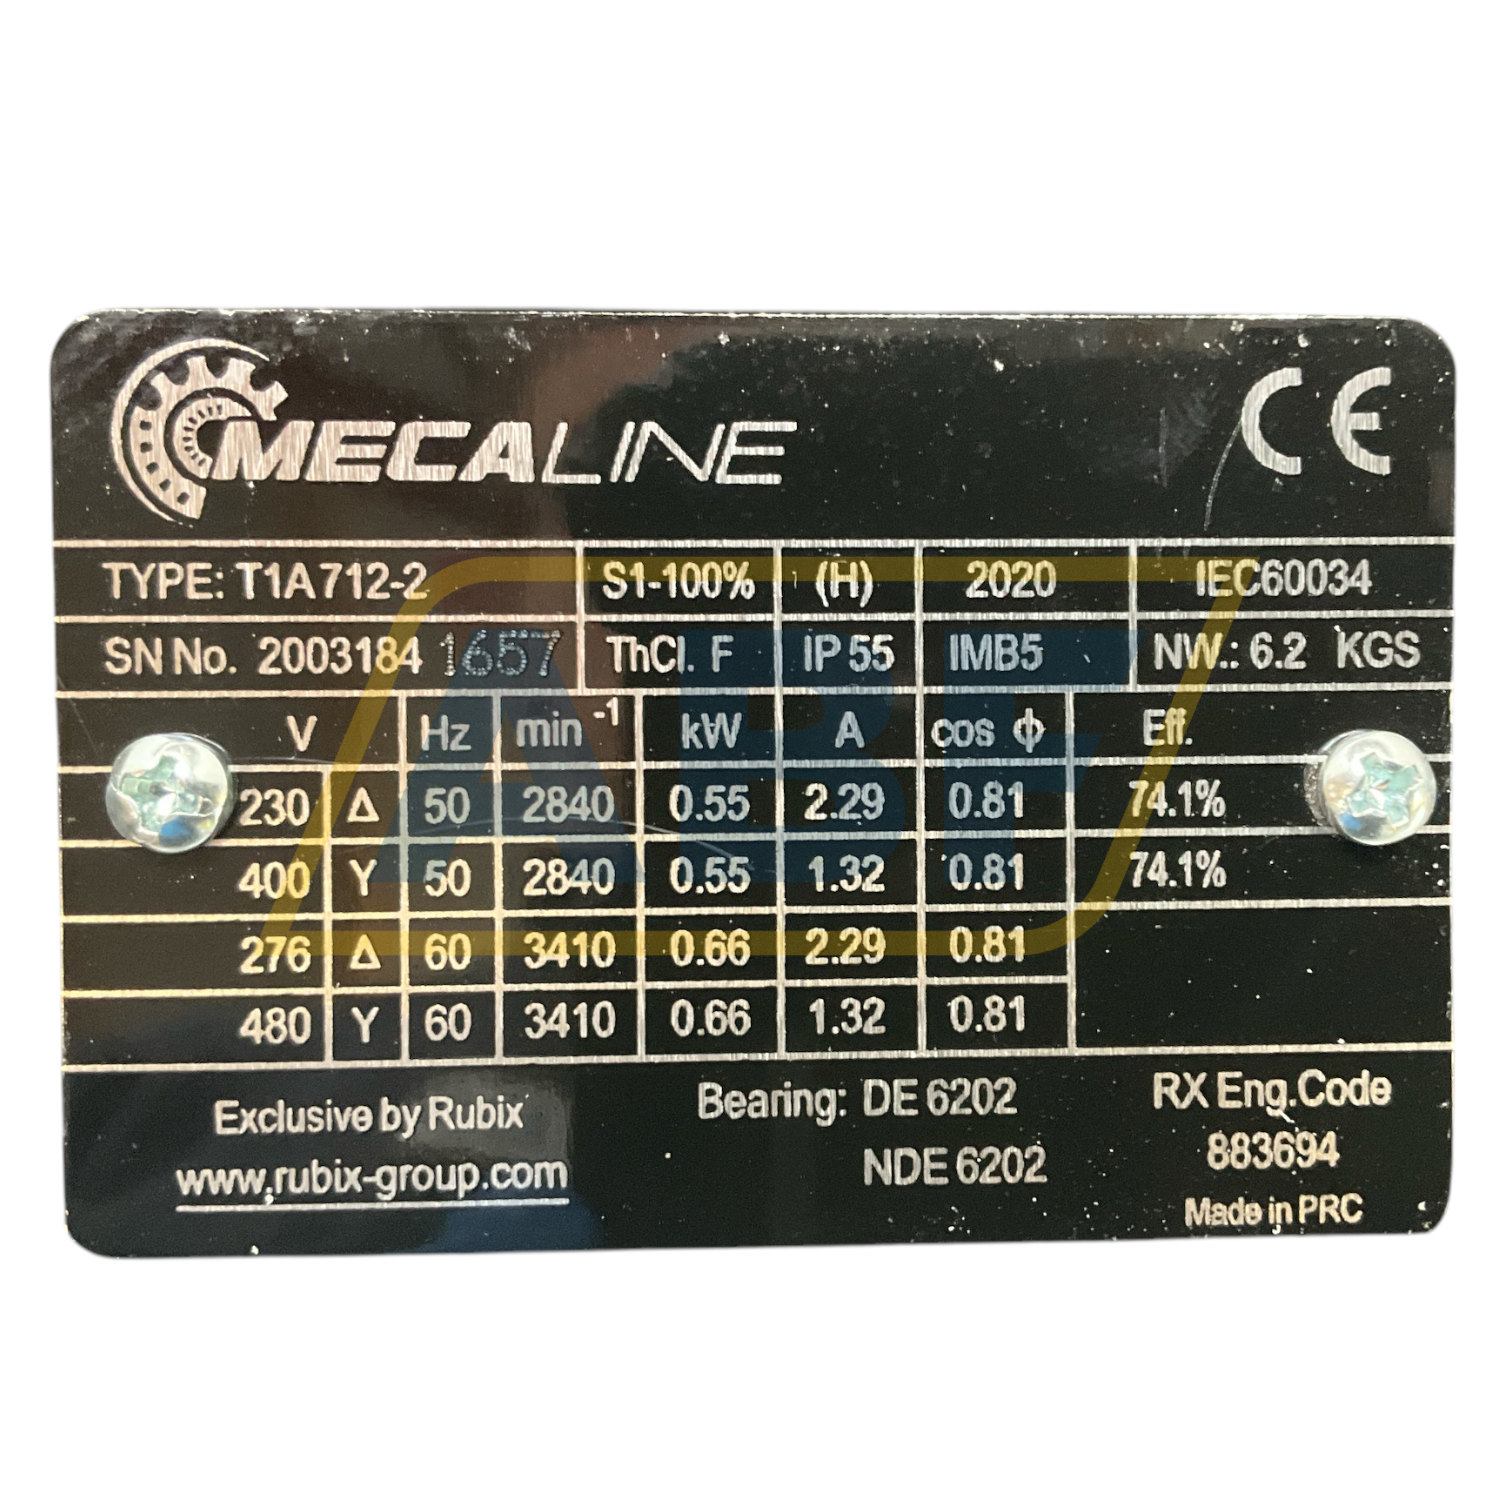 MECALINE
CE
TYPE: T1A712-2 S1-100% (H) 2020 IEC60034
SN No. 2003184 1657 ThCl. F IP 55 IMB5 NW.: 6.2 KGS
V Hz min⁻¹ kW A cos ϕ Eff.
230 Δ 50 2840 0.55 2.29 0.81 74.1%
400 Y 50 2840 0.55 1.32 0.81 74.1%
276 Δ 60 3410 0.66 2.29 0.81
480 Y 60 3410 0.66 1.32 0.81
Exclusive by Rubix
www.rubix-group.com
Bearing: DE 6202
NDE 6202
RX Eng.Code
883694
Made in PRC
ABF